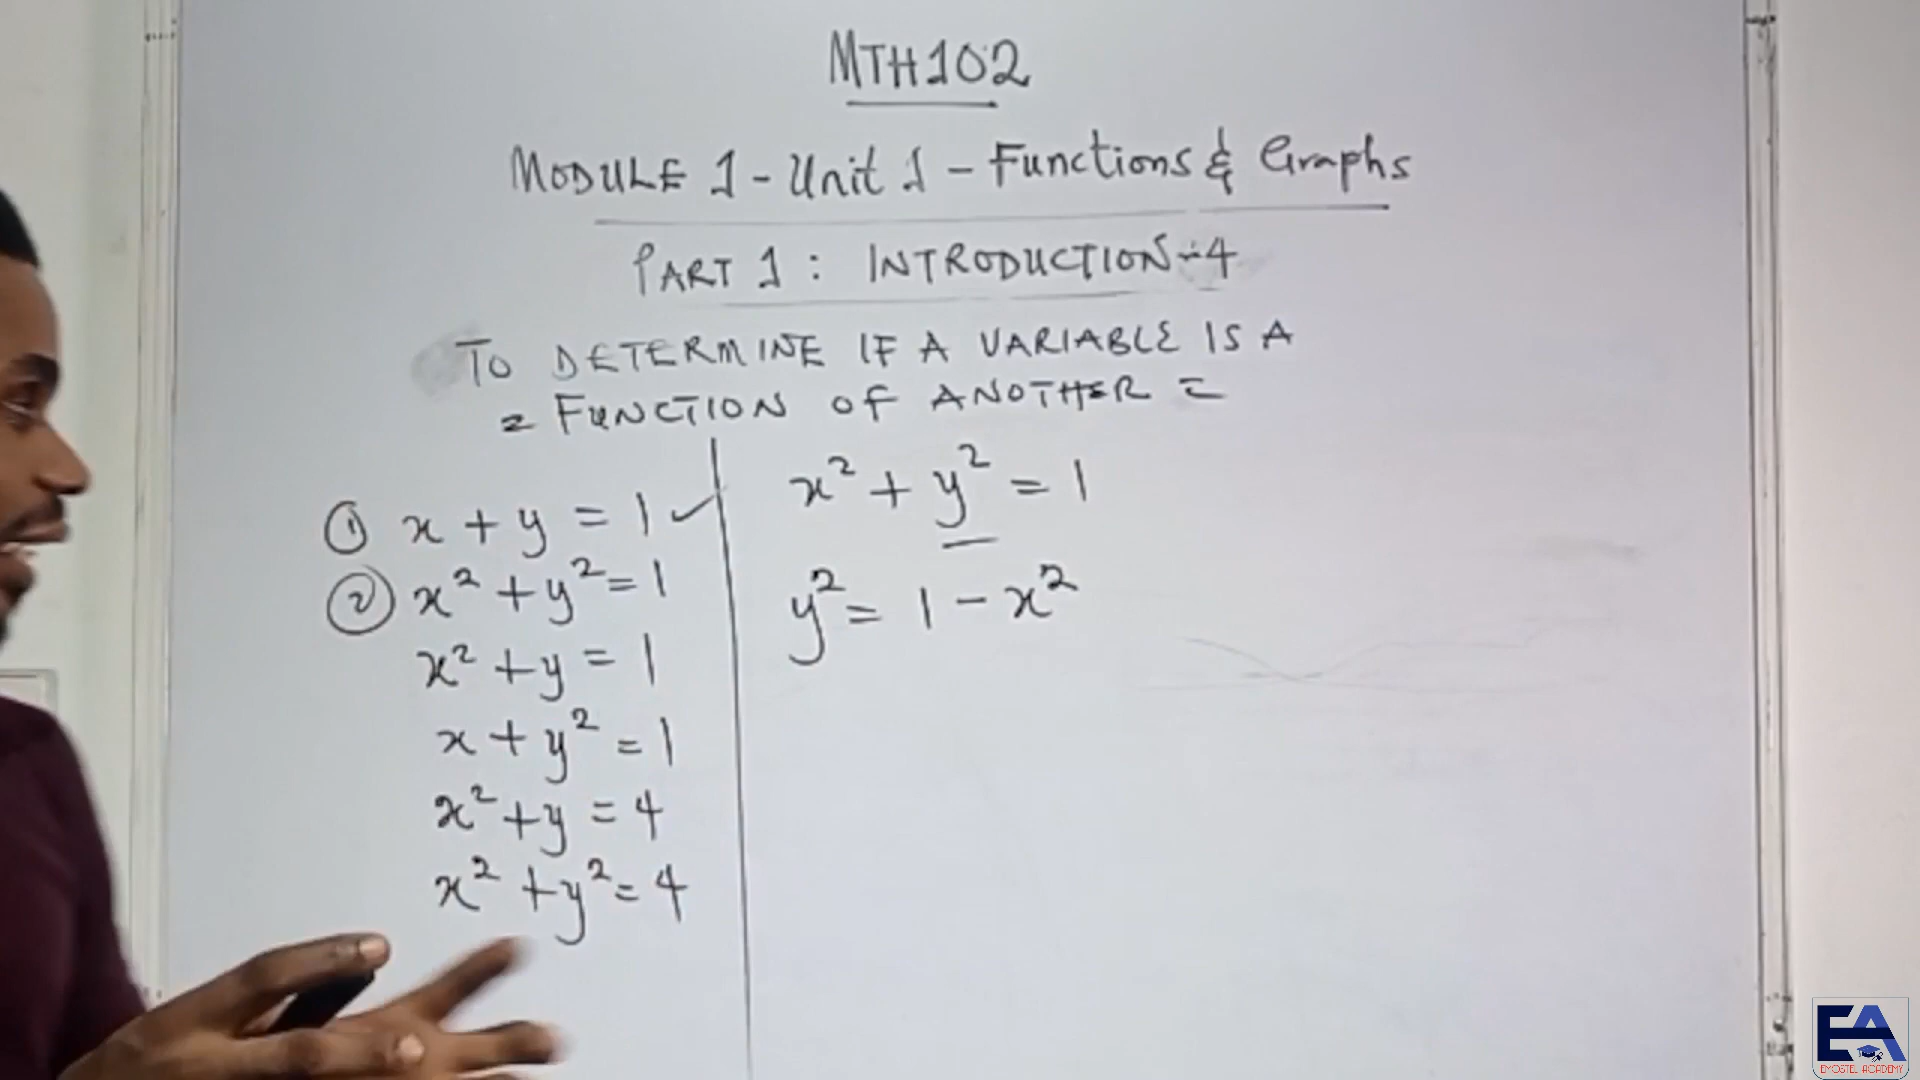 MTH102
MODULE 1 - Unit 1 - Functions & Graphs
PART 1 : INTRODUCTION - 4
TO DETERMINE IF A VARIABLE IS A
= FUNCTION OF ANOTHER =
① x + y = 1 ✓
② x² + y² = 1
x² + y = 1
x + y² = 1
x² + y = 4
x² + y² = 4
x² + y² = 1
y² = 1 - x²
EA
EMOSTEL ACADEMY